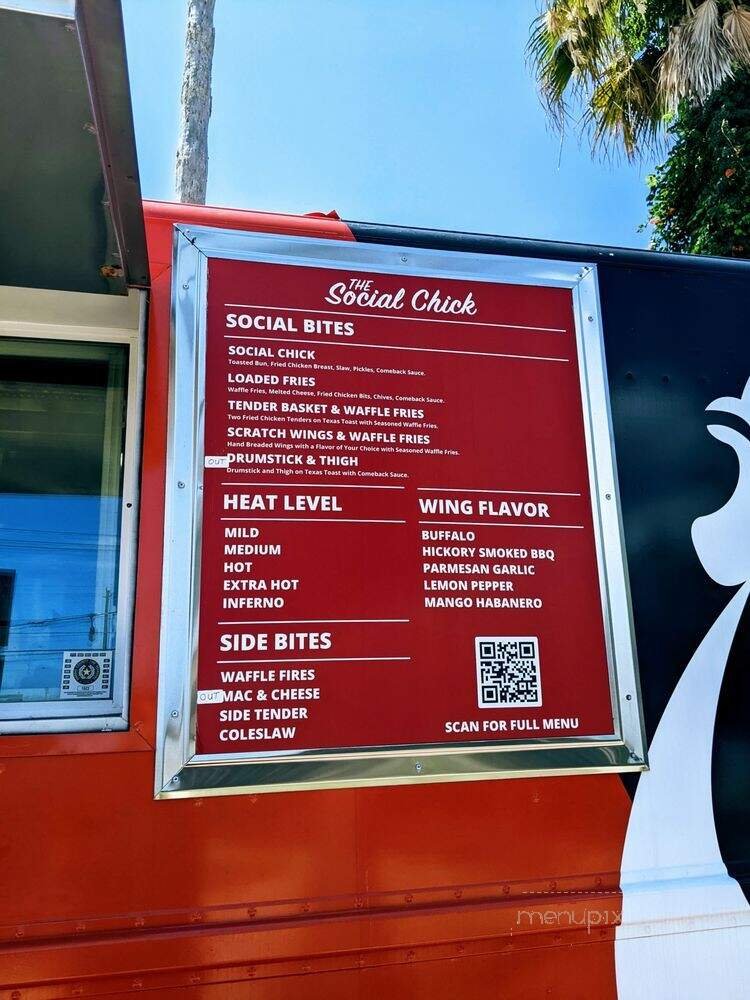 THE
Social Chick
SOCIAL BITES
SOCIAL CHICK
Toasted Bun, Fried Chicken Breast, Slaw, Pickles, Comeback Sauce.
LOADED FRIES
Waffle Fries, Melted Cheese, Fried Chicken Bits, Chives, Comeback Sauce.
TENDER BASKET & WAFFLE FRIES
Two Fried Chicken Tenders on Texas Toast with Seasoned Waffle Fries.
SCRATCH WINGS & WAFFLE FRIES
Hand Breaded Wings with a Flavor of Your Choice with Seasoned Waffle Fries.
OUT DRUMSTICK & THIGH
Drumstick and Thigh on Texas Toast with Comeback Sauce.
HEAT LEVEL
MILD
MEDIUM
HOT
EXTRA HOT
INFERNO
WING FLAVOR
BUFFALO
HICKORY SMOKED BBQ
PARMESAN GARLIC
LEMON PEPPER
MANGO HABANERO
SIDE BITES
WAFFLE FIRES
OUT MAC & CHEESE
SIDE TENDER
COLESLAW
SCAN FOR FULL MENU
menupix